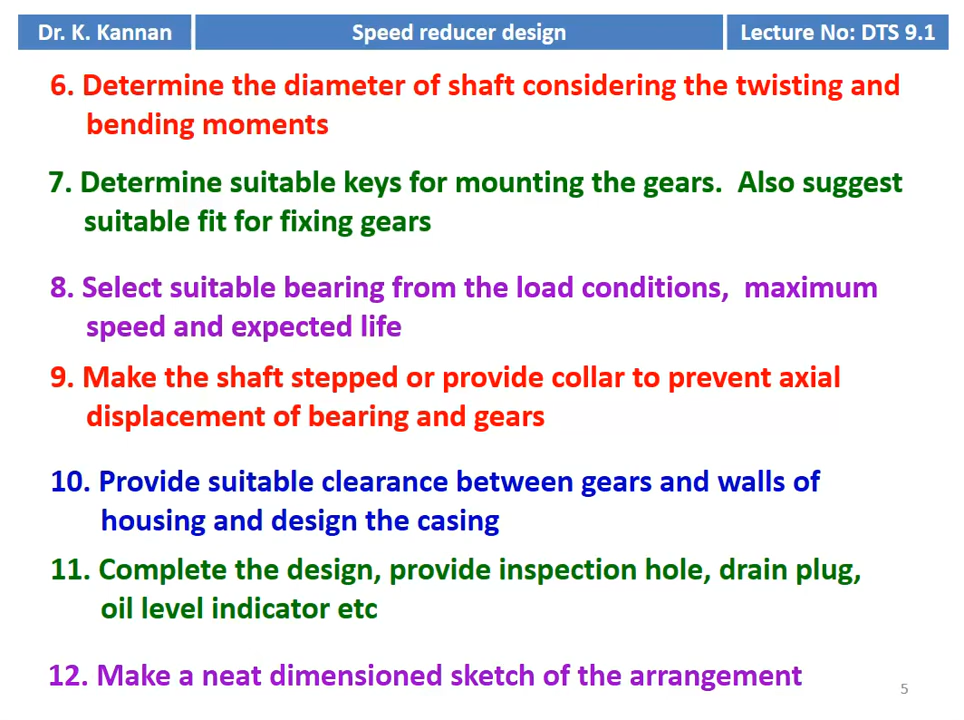 Dr. K. Kannan
Speed reducer design
Lecture No: DTS 9.1
6. Determine the diameter of shaft considering the twisting and
bending moments
7. Determine suitable keys for mounting the gears.  Also suggest
suitable fit for fixing gears
8. Select suitable bearing from the load conditions,  maximum
speed and expected life
9. Make the shaft stepped or provide collar to prevent axial
displacement of bearing and gears
10. Provide suitable clearance between gears and walls of
housing and design the casing
11. Complete the design, provide inspection hole, drain plug,
oil level indicator etc
12. Make a neat dimensioned sketch of the arrangement
5